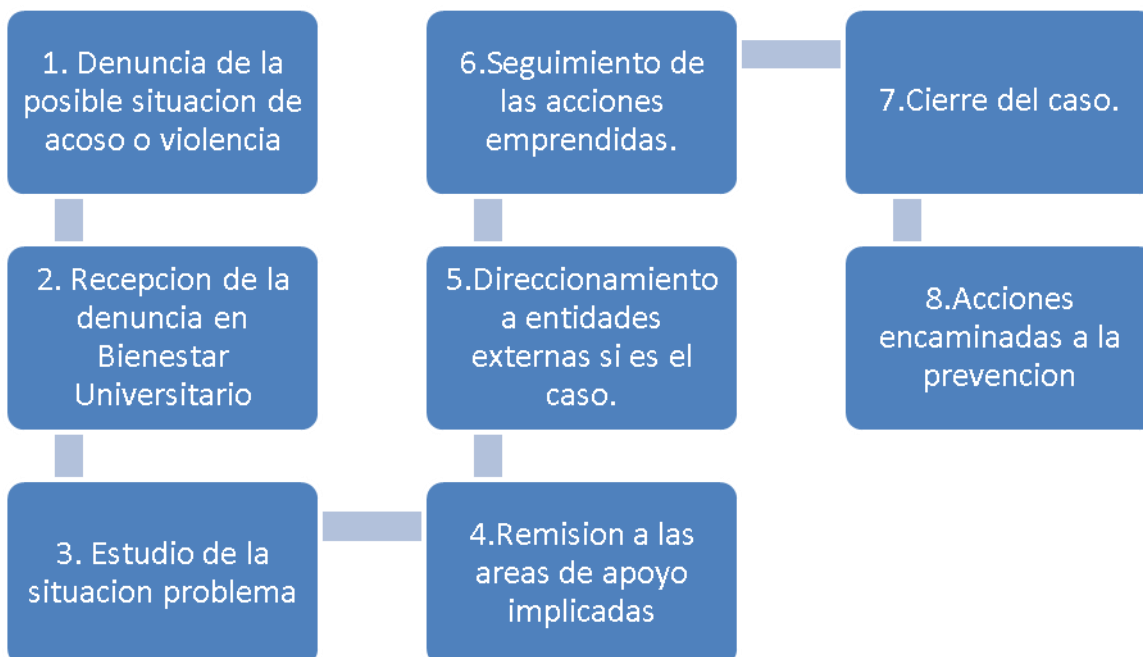 1. Denuncia de la
posible situacion de
acoso o violencia
2. Recepcion de la
denuncia en
Bienestar
Universitario
3. Estudio de la
situacion problema
4.Remision a las
areas de apoyo
implicadas
5.Direccionamiento
a entidades
externas si es el
caso.
6.Seguimiento de
las acciones
emprendidas.
7.Cierre del caso.
8.Acciones
encaminadas a la
prevencion